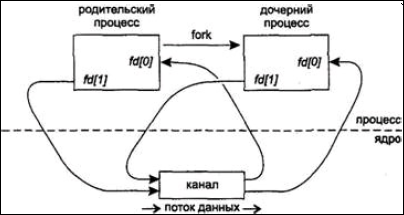 родительский процесс
дочерний процесс
fork
fd[0]
fd[1]
fd[0]
fd[1]
процесс
ядро
канал
→ поток данных →